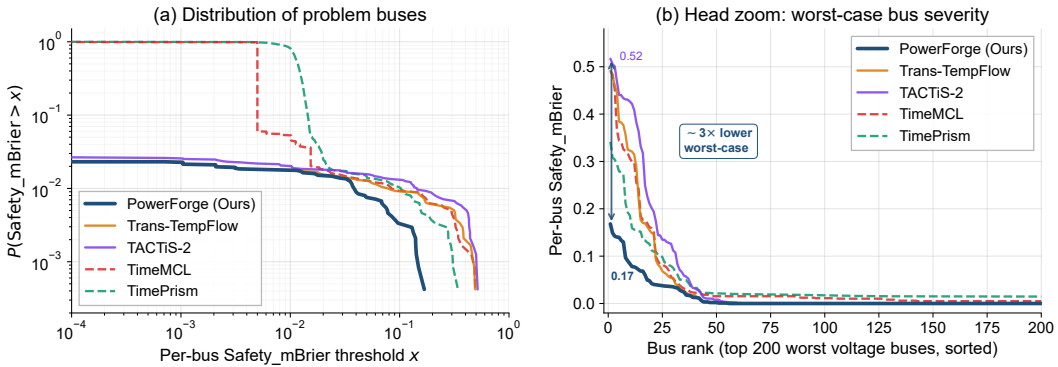 (a) Distribution of problem buses
P(Safety_mBrier > x)
10⁰
10⁻¹
10⁻²
10⁻³
PowerForge (Ours)
Trans-TempFlow
TACTiS-2
TimeMCL
TimePrism
10⁻⁴
10⁻³
10⁻²
10⁻¹
10⁰
Per-bus Safety_mBrier threshold x
(b) Head zoom: worst-case bus severity
Per-bus Safety_mBrier
0.5
0.4
0.3
0.2
0.1
0.0
0.52
~ 3× lower
worst-case
0.17
PowerForge (Ours)
Trans-TempFlow
TACTiS-2
TimeMCL
TimePrism
0
25
50
75
100
125
150
175
200
Bus rank (top 200 worst voltage buses, sorted)